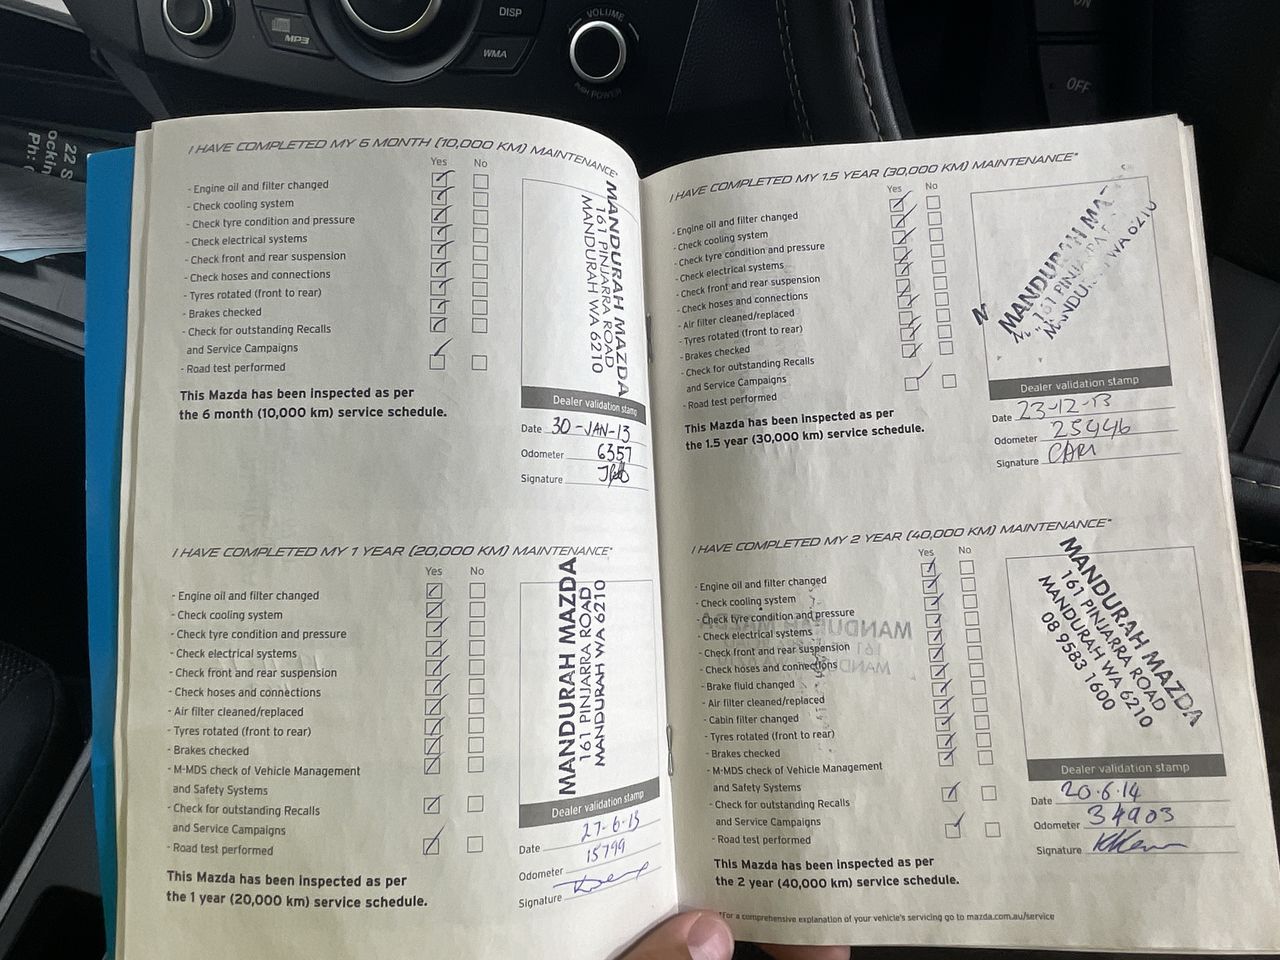 DISP
VOLUME
MP3
WMA
PUSH POWER
ON
OFF
22 S
ockin
Ph:
I HAVE COMPLETED MY 6 MONTH (10,000 KM) MAINTENANCE*
Yes No
- Engine oil and filter changed
- Check cooling system
- Check tyre condition and pressure
- Check electrical systems
- Check front and rear suspension
- Check hoses and connections
- Tyres rotated (front to rear)
- Brakes checked
- Check for outstanding Recalls
and Service Campaigns
- Road test performed
This Mazda has been inspected as per
the 6 month (10,000 km) service schedule.
MANDURAH MAZDA
161 PINJARRA ROAD
MANDURAH WA 6210
Dealer validation stamp
Date 30-JAN-13
Odometer 6357
Signature
I HAVE COMPLETED MY 1 YEAR (20,000 KM) MAINTENANCE*
Yes No
- Engine oil and filter changed
- Check cooling system
- Check tyre condition and pressure
- Check electrical systems
- Check front and rear suspension
- Check hoses and connections
- Air filter cleaned/replaced
- Tyres rotated (front to rear)
- Brakes checked
- M-MDS check of Vehicle Management
and Safety Systems
- Check for outstanding Recalls
and Service Campaigns
- Road test performed
This Mazda has been inspected as per
the 1 year (20,000 km) service schedule.
MANDURAH MAZDA
161 PINJARRA ROAD
MANDURAH WA 6210
Dealer validation stamp
Date 27-6-13
Odometer 15799
Signature
I HAVE COMPLETED MY 1.5 YEAR (30,000 KM) MAINTENANCE*
Yes No
- Engine oil and filter changed
- Check cooling system
- Check tyre condition and pressure
- Check electrical systems
- Check front and rear suspension
- Check hoses and connections
- Air filter cleaned/replaced
- Tyres rotated (front to rear)
- Brakes checked
- Check for outstanding Recalls
and Service Campaigns
- Road test performed
This Mazda has been inspected as per
the 1.5 year (30,000 km) service schedule.
MANDURAH MAZ
161 PINJA
MANDU WA 6210
Dealer validation stamp
Date 23-12-13
Odometer 25446
Signature
I HAVE COMPLETED MY 2 YEAR (40,000 KM) MAINTENANCE*
Yes No
- Engine oil and filter changed
- Check cooling system
- Check tyre condition and pressure
- Check electrical systems
- Check front and rear suspension
- Check hoses and connections
- Brake fluid changed
- Air filter cleaned/replaced
- Cabin filter changed
- Tyres rotated (front to rear)
- Brakes checked
- M-MDS check of Vehicle Management
and Safety Systems
- Check for outstanding Recalls
and Service Campaigns
- Road test performed
This Mazda has been inspected as per
the 2 year (40,000 km) service schedule.
MANDURAH MAZDA
161 PINJARRA ROAD
MANDURAH WA 6210
08 9583 1600
Dealer validation stamp
Date 20.6.14
Odometer 34903
Signature
*For a comprehensive explanation of your vehicle's servicing go to mazda.com.au/service